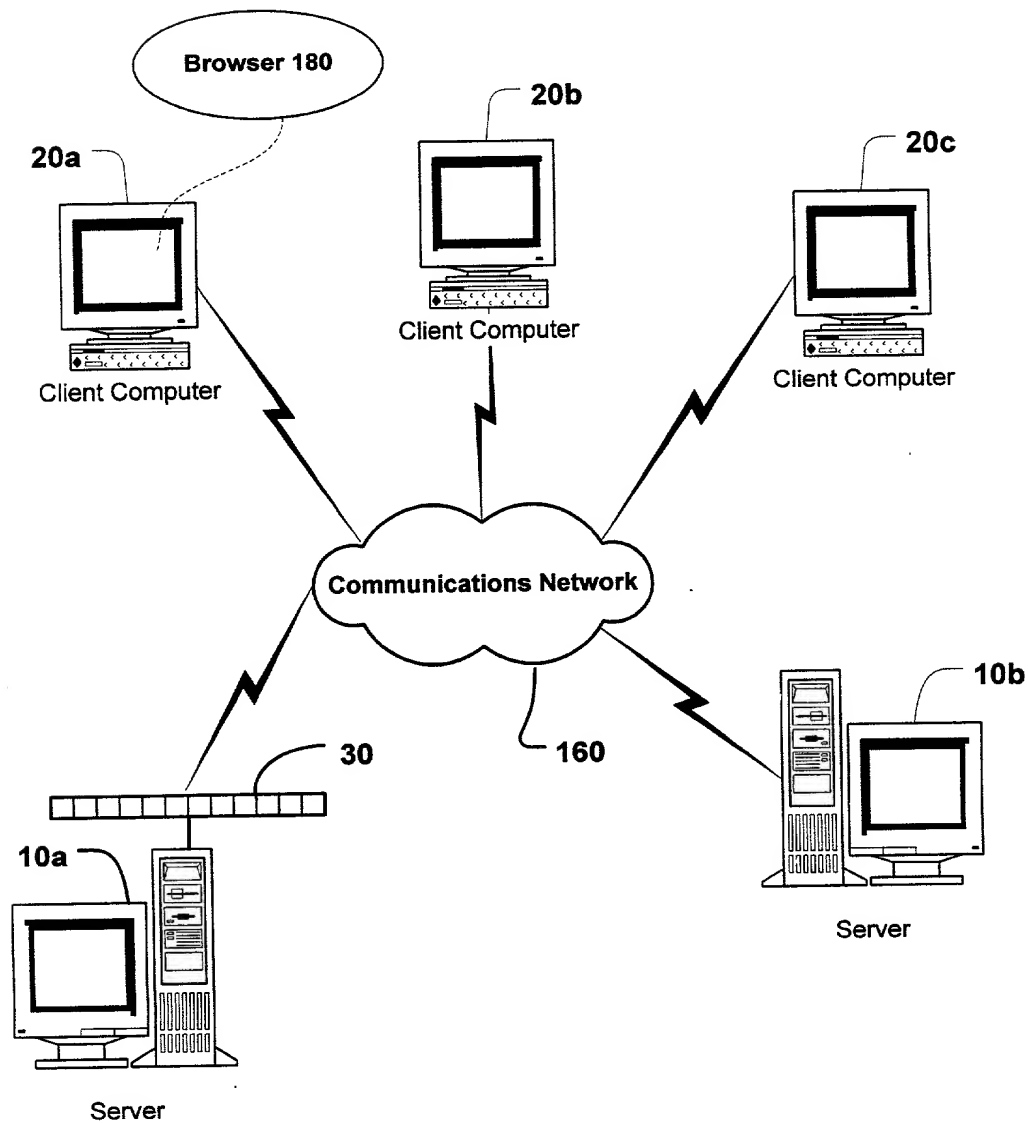 Browser 180
20b
20a
20c
Client Computer
Client Computer
Client Computer
Communications Network
10b
30
160
10a
Server
Server